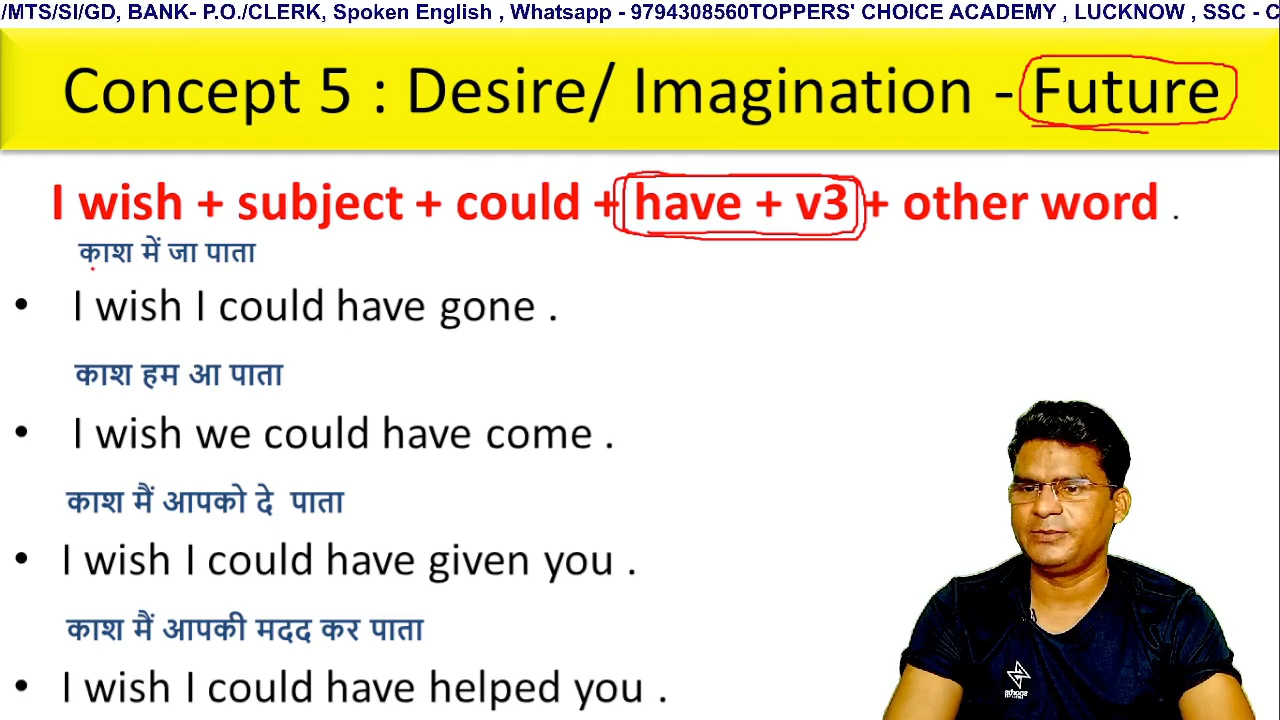 /MTS/SI/GD, BANK- P.O./CLERK, Spoken English , Whatsapp - 9794308560TOPPERS' CHOICE ACADEMY , LUCKNOW , SSC - C
Concept 5 : Desire/ Imagination - Future
I wish + subject + could + have + v3 + other word .
काश में जा पाता
• I wish I could have gone .
काश हम आ पाता
• I wish we could have come .
काश मैं आपको दे पाता
• I wish I could have given you .
काश मैं आपकी मदद कर पाता
• I wish I could have helped you .